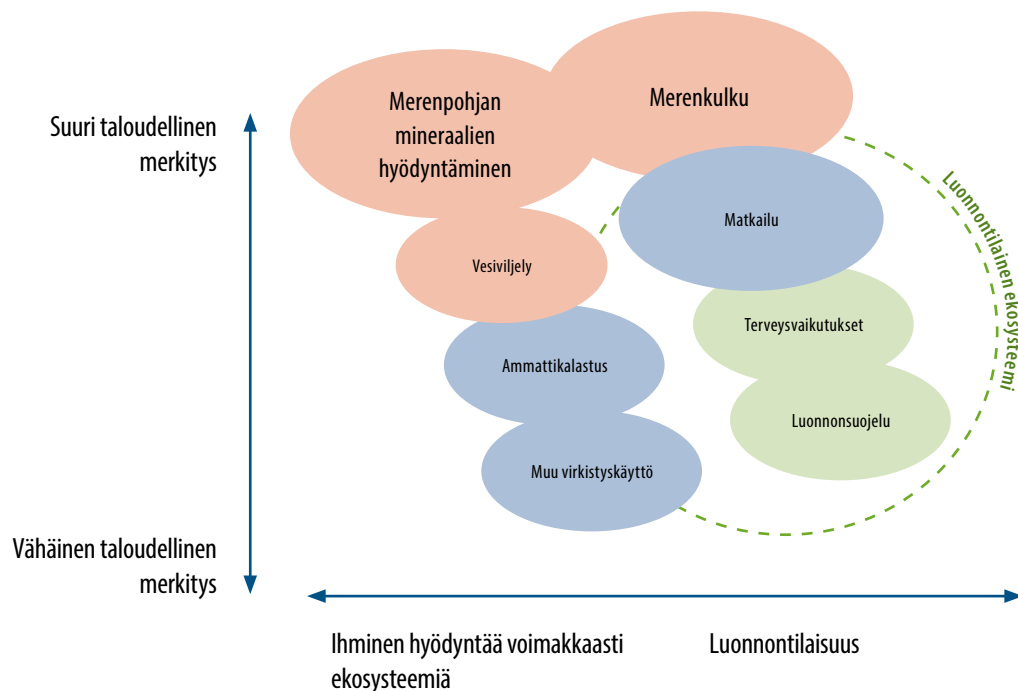 Suuri taloudellinen
merkitys
Merenpohjan
mineraalien
hyödyntäminen
Merenkulku
Matkailu
Vesiviljely
Terveysvaikutukset
Ammattikalastus
Luonnonsuojelu
Muu virkistyskäyttö
Luonnontilainen ekosysteemi
Vähäinen taloudellinen
merkitys
Ihminen hyödyntää voimakkaasti
ekosysteemiä
Luonnontilaisuus